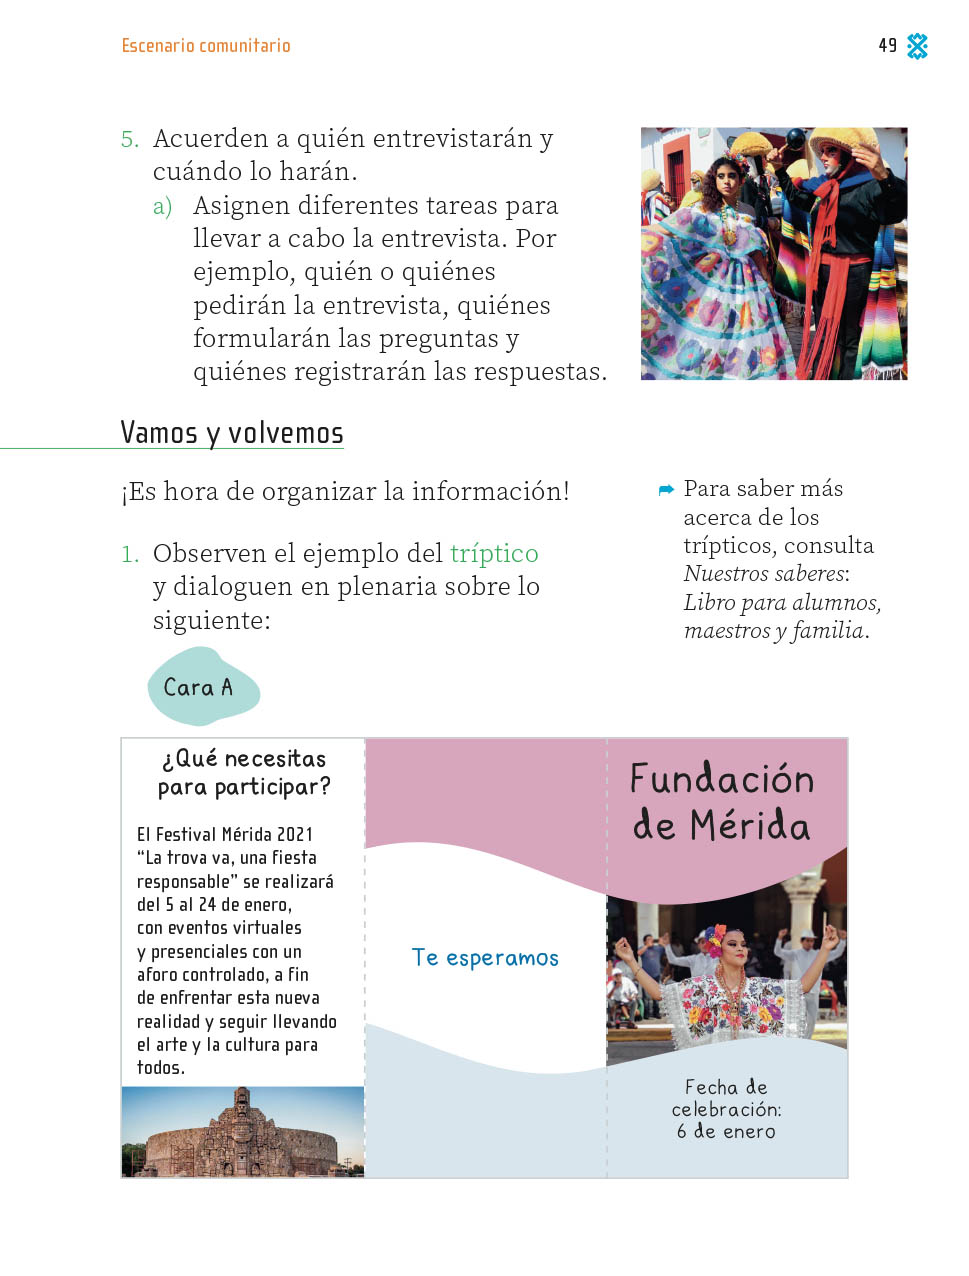 Escenario comunitario
49
5. Acuerden a quién entrevistarán y
cuándo lo harán.
a) Asignen diferentes tareas para
llevar a cabo la entrevista. Por
ejemplo, quién o quiénes
pedirán la entrevista, quiénes
formularán las preguntas y
quiénes registrarán las respuestas.
Vamos y volvemos
¡Es hora de organizar la información!
1. Observen el ejemplo del tríptico
y dialoguen en plenaria sobre lo
siguiente:
Para saber más
acerca de los
trípticos, consulta
Nuestros saberes:
Libro para alumnos,
maestros y familia.
Cara A
¿Qué necesitas
para participar?
El Festival Mérida 2021
“La trova va, una fiesta
responsable” se realizará
del 5 al 24 de enero,
con eventos virtuales
y presenciales con un
aforo controlado, a fin
de enfrentar esta nueva
realidad y seguir llevando
el arte y la cultura para
todos.
Te esperamos
Fundación
de Mérida
Fecha de
celebración:
6 de enero